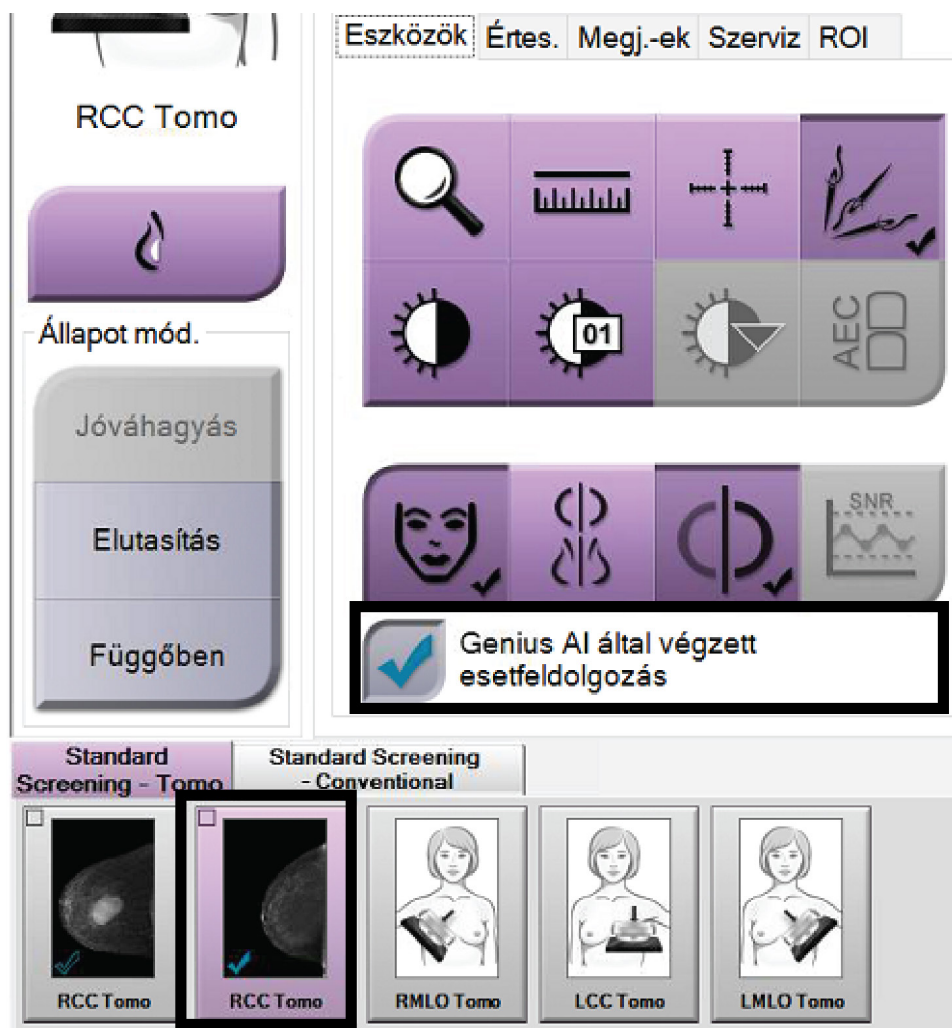 RCC Tomo
Állapot mód.
Jóváhagyás
Elutasítás
Függőben
Eszközök Értes. Megj.-ek Szerviz ROI
01
AEC
SNR
Genius AI által végzett
esetfeldolgozás
Standard
Screening - Tomo
Standard Screening
- Conventional
RCC Tomo
RCC Tomo
RMLO Tomo
LCC Tomo
LMLO Tomo